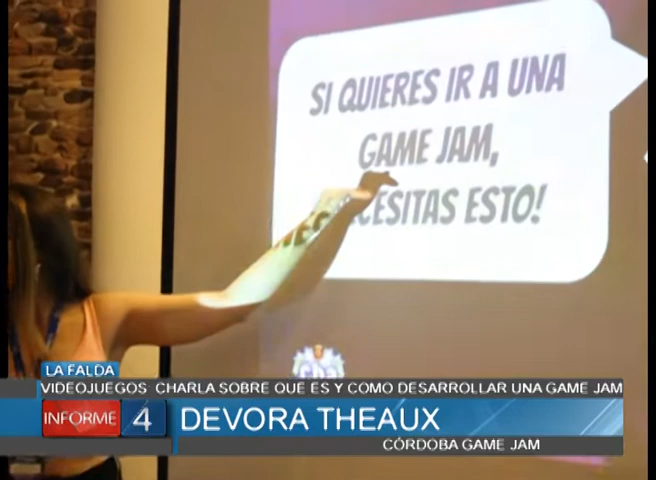 SI QUIERES IR A UNA
GAME JAM,
ESITAS ESTO!
LA FALDA
VIDEOJUEGOS CHARLA SOBRE QUE ES Y COMO DESARROLLAR UNA GAME JAM
INFORME 4 DEVORA THEAUX
CÓRDOBA GAME JAM